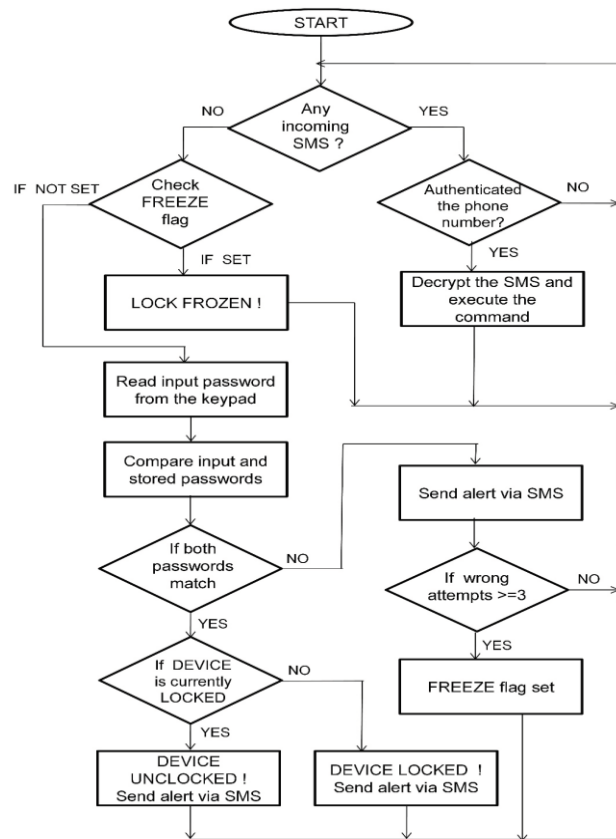 START
Any
incoming
SMS ?
NO
YES
Check
FREEZE
flag
IF NOT SET
IF SET
Authenticated
the phone
number?
NO
YES
LOCK FROZEN !
Decrypt the SMS and
execute the
command
Read input password
from the keypad
Compare input and
stored passwords
If both
passwords
match
NO
YES
Send alert via SMS
If wrong
attempts >=3
NO
YES
FREEZE flag set
If DEVICE
is currently
LOCKED
NO
YES
DEVICE
UNCLOCKED !
Send alert via SMS
DEVICE LOCKED !
Send alert via SMS